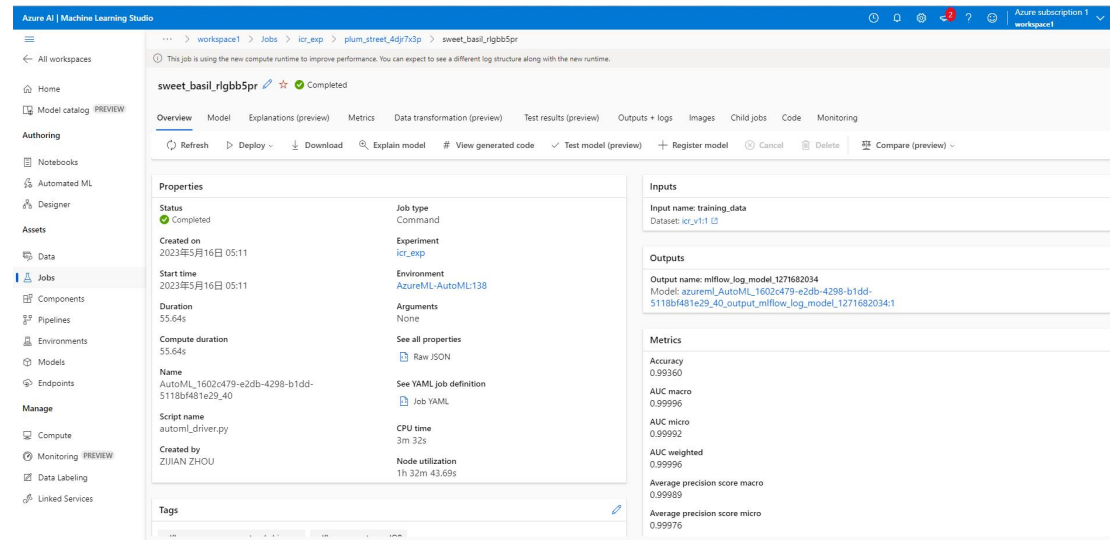 Azure AI | Machine Learning Studio
2
Azure subscription 1
workspace1
All workspaces
Home
Model catalog PREVIEW
Authoring
Notebooks
Automated ML
Designer
Assets
Data
Jobs
Components
Pipelines
Environments
Models
Endpoints
Manage
Compute
Monitoring PREVIEW
Data Labeling
Linked Services
··· > workspace1 > Jobs > icr_exp > plum_street_4djr7x3p > sweet_basil_rlgbb5pr
This job is using the new compute runtime to improve performance. You can expect to see a different log structure along with the new runtime.
sweet_basil_rlgbb5pr Completed
Overview Model Explanations (preview) Metrics Data transformation (preview) Test results (preview) Outputs + logs Images Child jobs Code Monitoring
Refresh Deploy Download Explain model # View generated code Test model (preview) Register model Cancel Delete Compare (preview)
Properties
Status
Completed
Created on
2023年5月16日 05:11
Start time
2023年5月16日 05:11
Duration
55.64s
Compute duration
55.64s
Name
AutoML_1602c479-e2db-4298-b1dd-
5118bf481e29_40
Script name
automl_driver.py
Created by
ZIJIAN ZHOU
Job type
Command
Experiment
icr_exp
Environment
AzureML-AutoML:138
Arguments
None
See all properties
Raw JSON
See YAML job definition
Job YAML
CPU time
3m 32s
Node utilization
1h 32m 43.69s
Tags
Inputs
Input name: training_data
Dataset: icr_v1:1
Outputs
Output name: mlflow_log_model_1271682034
Model: azureml_AutoML_1602c479-e2db-4298-b1dd-
5118bf481e29_40_output_mlflow_log_model_1271682034:1
Metrics
Accuracy
0.99360
AUC macro
0.99996
AUC micro
0.99992
AUC weighted
0.99996
Average precision score macro
0.99989
Average precision score micro
0.99976